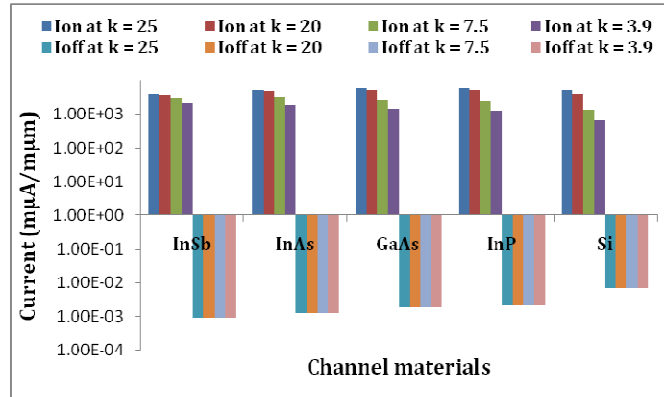 Ion at k = 25 Ion at k = 20 Ion at k = 7.5 Ion at k = 3.9
Ioff at k = 25 Ioff at k = 20 Ioff at k = 7.5 Ioff at k = 3.9
1.00E+03
1.00E+02
1.00E+01
1.00E+00
1.00E-01
1.00E-02
1.00E-03
1.00E-04
Current (mµA/mµm)
InSb InAs GaAs InP Si
Channel materials